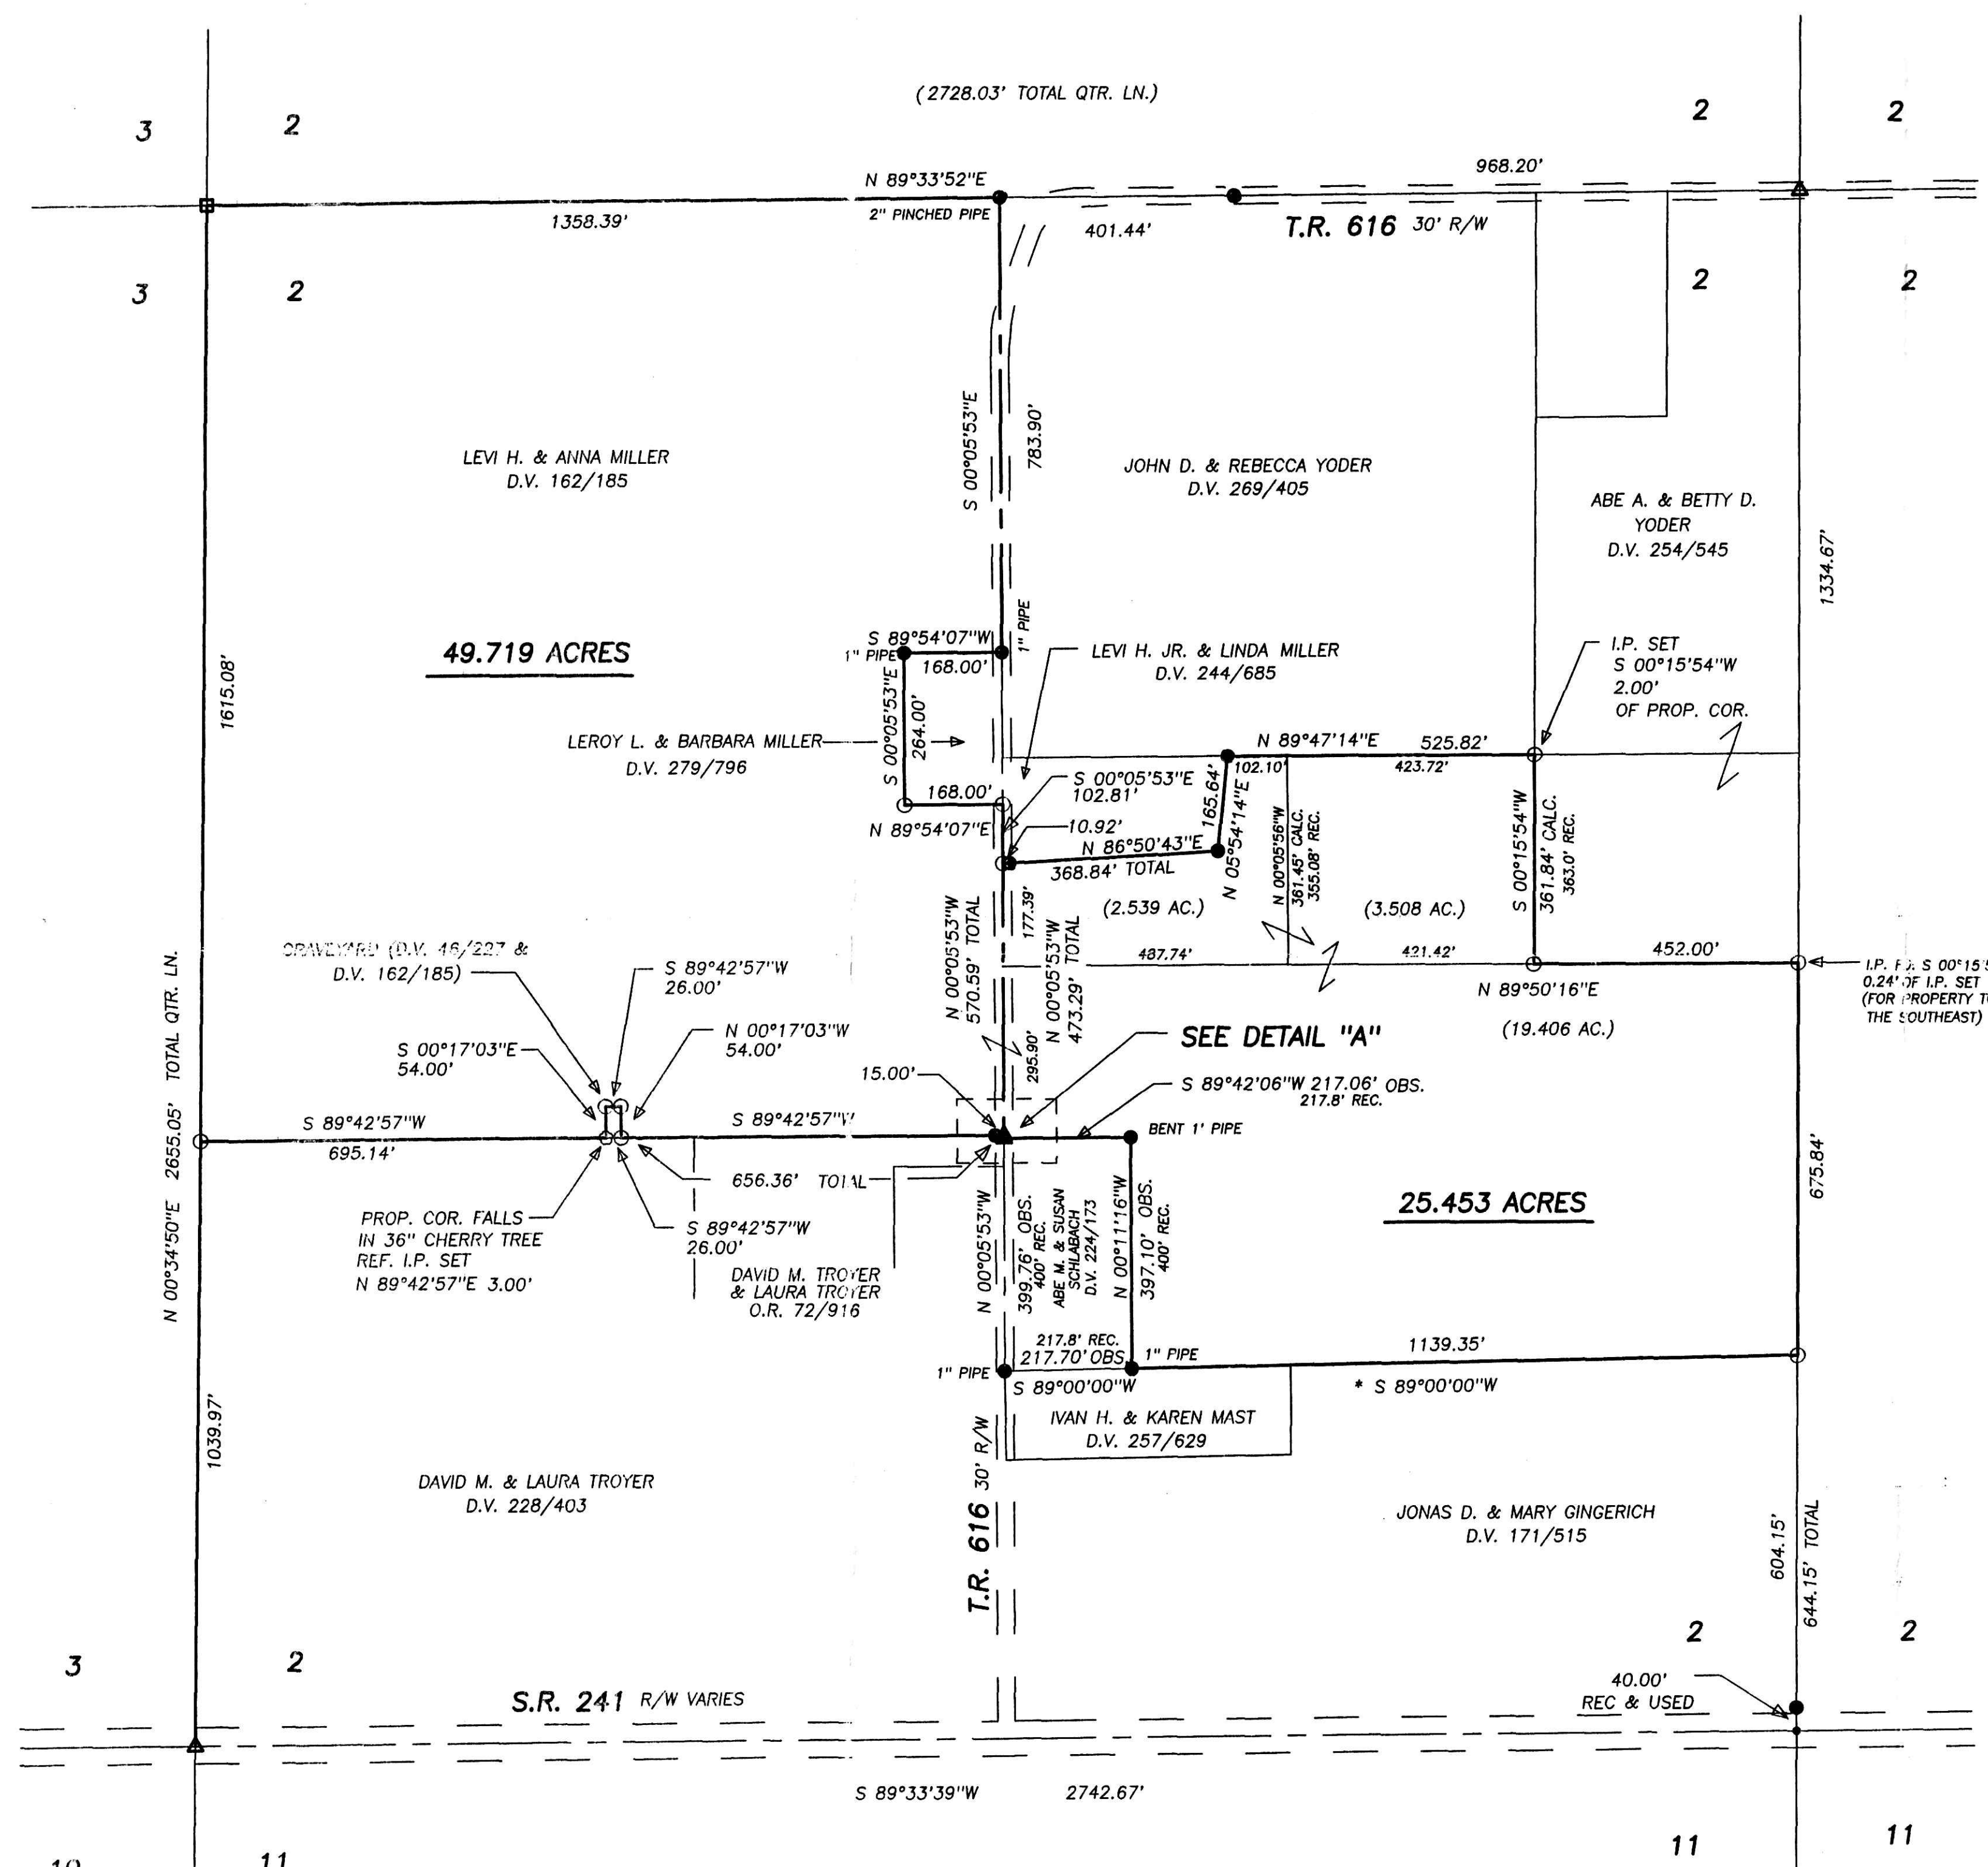 (2728.03' TOTAL QTR. LN.)
3
2
2
2
968.20'
N 89°33'52"E
2" PINCHED PIPE
1358.39'
401.44'
T.R. 616 30' R/W
3
2
2
2
S 00°05'53"E
783.90'
LEVI H. & ANNA MILLER
D.V. 162/185
JOHN D. & REBECCA YODER
D.V. 269/405
ABE A. & BETTY D.
YODER
D.V. 254/545
1334.67'
49.719 ACRES
1615.08'
S 89°54'07"W
1" PIPE
168.00'
1" PIPE
LEVI H. JR. & LINDA MILLER
D.V. 244/685
I.P. SET
S 00°15'54"W
2.00'
OF PROP. COR.
S 00°05'53"E
264.00'
LEROY L. & BARBARA MILLER
D.V. 279/796
168.00'
N 89°54'07"E
S 00°05'53"E
102.81'
10.92'
N 86°50'43"E
368.84' TOTAL
165.64'
N 05°54'14"E
N 89°47'14"E
525.82'
102.10'
423.72'
N 00°05'56"W
361.45' CALC.
355.08' REC.
S 00°15'54"W
361.84' CALC.
363.0' REC.
(2.539 AC.)
(3.508 AC.)
N 00°05'53"W
570.59' TOTAL
177.39'
N 00°05'53"W
473.29' TOTAL
295.90'
487.74'
421.42'
452.00'
N 89°50'16"E
(19.406 AC.)
I.P. FD. S 00°15'5
0.24' OF I.P. SET
(FOR PROPERTY TO
THE SOUTHEAST)
GRAVEYARD (D.V. 46/227 &
D.V. 162/185)
S 89°42'57"W
26.00'
N 00°17'03"W
54.00'
S 00°17'03"E
54.00'
SEE DETAIL "A"
15.00'
S 89°42'06"W 217.06' OBS.
217.8' REC.
BENT 1' PIPE
N 00°34'50"E 2655.05' TOTAL QTR. LN.
S 89°42'57"W
695.14'
S 89°42'57"W
656.36' TOTAL
PROP. COR. FALLS
IN 36" CHERRY TREE
REF. I.P. SET
N 89°42'57"E 3.00'
S 89°42'57"W
26.00'
DAVID M. TROYER
& LAURA TROYER
O.R. 72/916
N 00°05'53"W
399.76' OBS.
400' REC.
ABE M. & SUSAN
SCHLABACH
D.V. 224/173
N 00°11'16"W
397.10' OBS.
400' REC.
25.453 ACRES
675.84'
217.8' REC.
217.70' OBS.
1" PIPE
1" PIPE
S 89°00'00"W
1139.35'
* S 89°00'00"W
IVAN H. & KAREN MAST
D.V. 257/629
1039.97'
DAVID M. & LAURA TROYER
D.V. 228/403
T.R. 616 30' R/W
JONAS D. & MARY GINGERICH
D.V. 171/515
604.15'
644.15' TOTAL
3
2
2
2
S.R. 241 R/W VARIES
40.00'
REC & USED
S 89°33'39"W 2742.67'
11
11
11